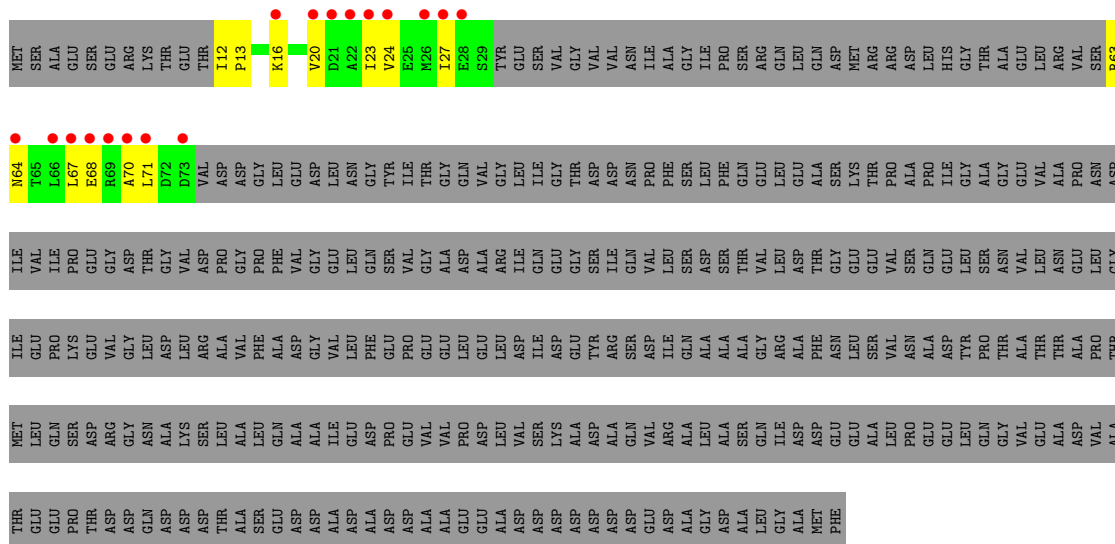 MET SER ALA GLU SER GLU ARG LYS THR GLU THR I12 P13 K16 V20 D21 A22 I23 V24 E25 M26 I27 E28 S29 TYR GLU SER VAL GLY VAL VAL ASN ILE ALA GLY ILE PRO SER ARG GLN LEU GLN ASP MET ARG ARG ASP LEU HIS GLY THR ALA GLU LEU ARG VAL SER R63
N64 T65 L66 L67 E68 R69 A70 L71 D72 D73 VAL ASP ASP GLY LEU GLU ASP LEU ASN GLY TYR ILE THR GLY GLN VAL GLY LEU ILE GLY THR ASP ASP ASN PRO PHE SER LEU PHE GLN GLU LEU GLU ALA SER LYS THR PRO ALA PRO ILE GLY ALA GLY GLU VAL ALA PRO ASN ASP
ILE VAL ILE PRO GLU GLY ASP THR GLY VAL ASP PRO GLY PRO PHE VAL GLY GLU LEU GLN SER VAL GLY ALA ASP ALA ARG ILE GLN GLU GLY SER ILE GLN VAL LEU SER ASP SER THR VAL LEU ASP THR GLY GLU GLU VAL SER GLN GLU LEU SER ASN VAL LEU ASN GLU LEU GLY
ILE GLU PRO LYS GLU VAL GLY LEU ASP LEU ARG ALA VAL PHE ALA ASP GLY VAL LEU PHE GLU PRO GLU GLU LEU GLU LEU ASP ILE ASP GLU TYR ARG SER ASP ILE GLN ALA ALA ALA GLY ARG ALA PHE ASN LEU SER VAL ASN ALA ASP TYR PRO THR ALA THR THR ALA PRO THR
MET LEU GLN SER ASP ARG GLY ASN ALA LYS SER LEU ALA LEU GLN ALA ALA ILE GLU ASP PRO GLU VAL VAL PRO ASP LEU VAL SER LYS ALA ASP ALA GLN VAL ARG ALA LEU ALA SER GLN ILE ASP ASP GLU GLU ALA LEU PRO GLU GLU LEU GLN GLY VAL GLU ALA ASP VAL ALA
THR GLU GLU PRO THR ASP ASP GLN ASP ASP ASP THR ALA SER GLU ASP ASP ALA ASP ASP ALA ASP ASP ALA ALA GLU GLU ALA ASP ASP ASP ASP ASP ASP ASP GLU ASP ALA GLY ASP ALA LEU GLY ALA MET PHE